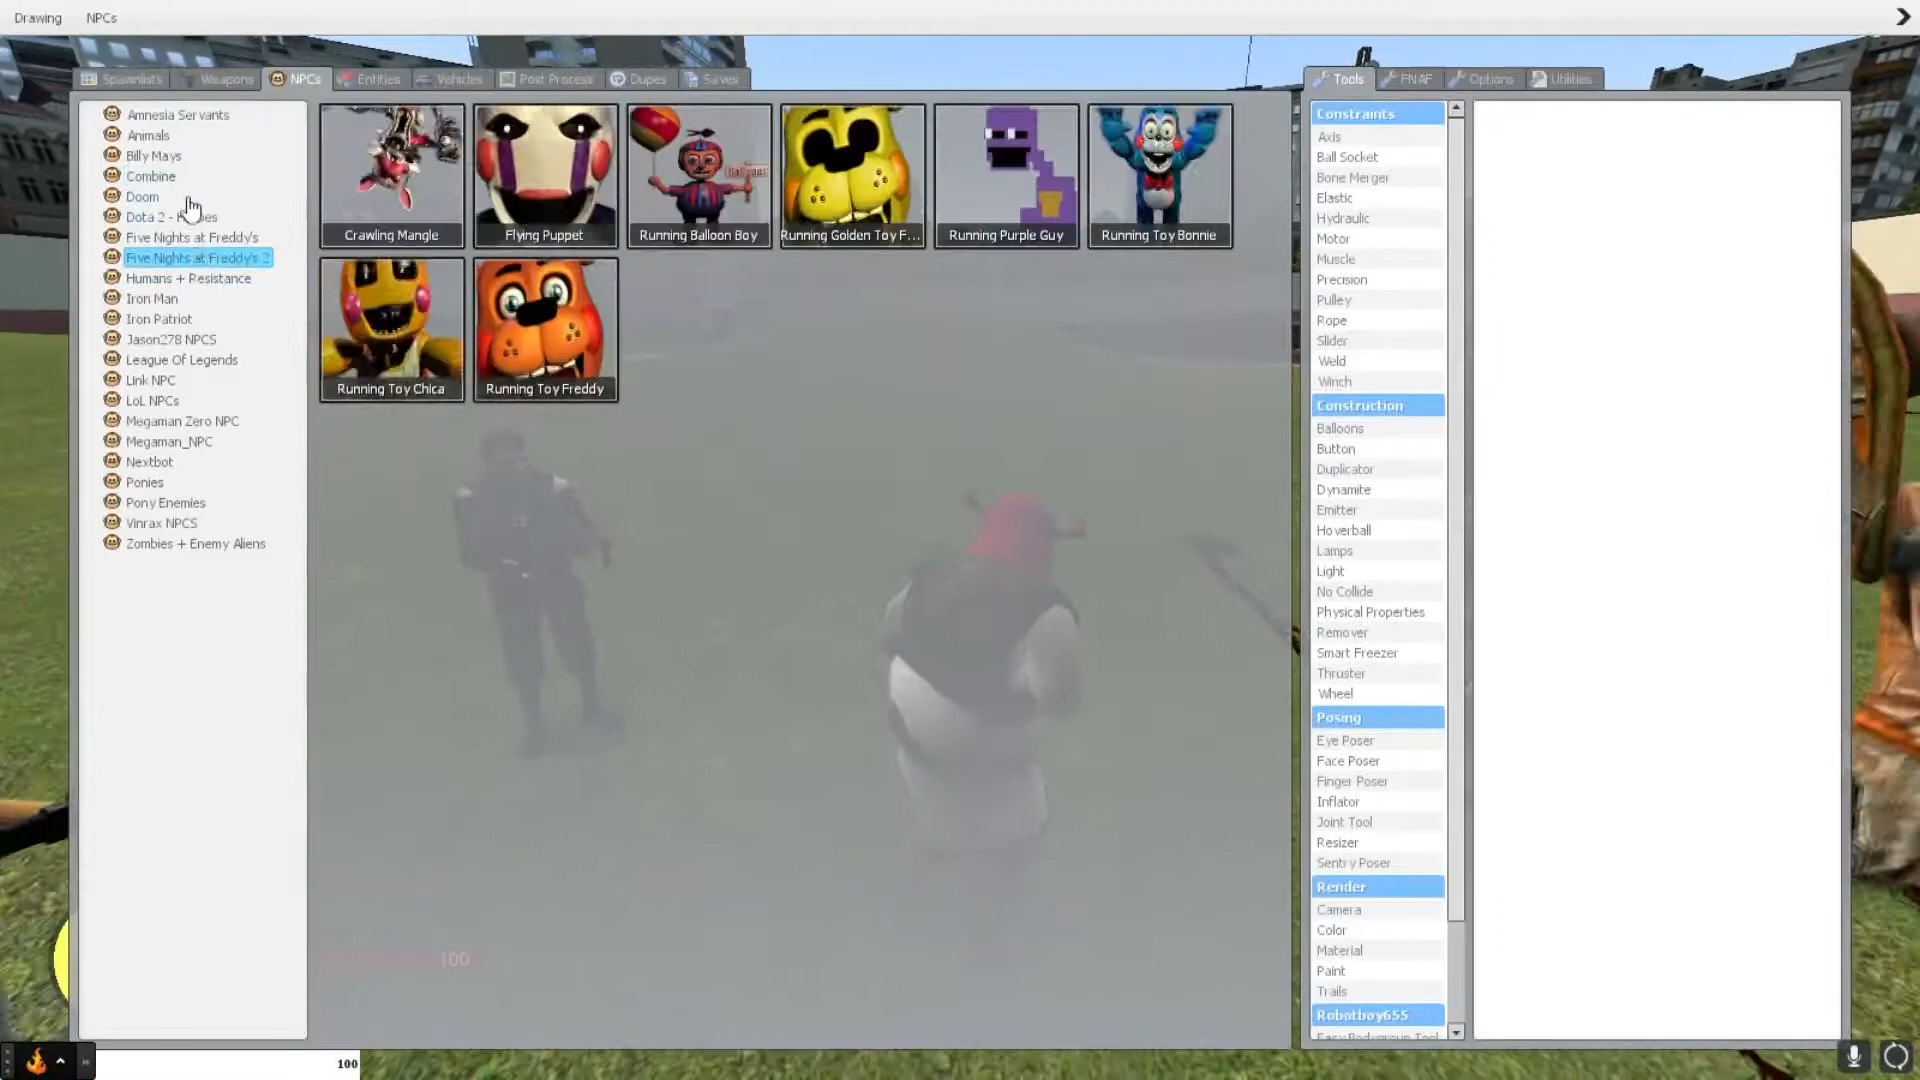 Drawing NPCs
Spawnlists Weapons NPCs Entities Vehicles Post Process Dupes Saves
Tools FNAF Options Utilities
Amnesia Servants
Animals
Billy Mays
Combine
Doom
Dota 2 -
Five Nights at Freddy's
Five Nights at Freddy's 2
Humans + Resistance
Iron Man
Iron Patriot
Jason278 NPCS
League Of Legends
Link NPC
LoL NPCs
Megaman Zero NPC
Megaman_NPC
Nextbot
Ponies
Pony Enemies
Vinrax NPCS
Zombies + Enemy Aliens
Crawling Mangle
Flying Puppet
Running Balloon Boy
Running Golden Toy F...
Running Purple Guy
Running Toy Bonnie
Running Toy Chica
Running Toy Freddy
100
100
Constraints
Axis
Ball Socket
Bone Merger
Elastic
Hydraulic
Motor
Muscle
Precision
Pulley
Rope
Slider
Weld
Winch
Construction
Balloons
Button
Duplicator
Dynamite
Emitter
Hoverball
Lamps
Light
No Collide
Physical Properties
Remover
Smart Freezer
Thruster
Wheel
Posing
Eye Poser
Face Poser
Finger Poser
Inflator
Joint Tool
Resizer
Sentry Poser
Render
Camera
Color
Material
Paint
Trails
Robotboy655